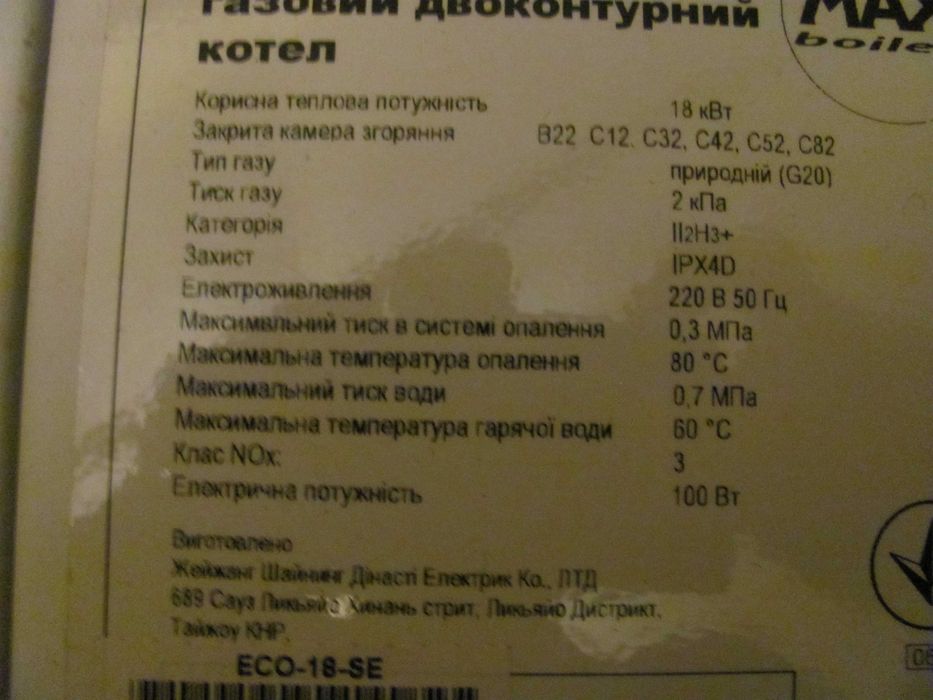 газовий двоконтурний
котел
MAX
boile
Корисна теплова потужність 18 кВт
Закрита камера згоряння B22 C12. C32, C42, C52, C82
Тип газу природній (G20)
Тиск газу 2 кПа
Категорія II2H3+
Захист IPX4D
Електроживлення 220 В 50 Гц
Максимвльний тиск в системі опалення 0,3 МПа
Максимальна температура опалення 80 °C
Максимальний тиск води 0,7 МПа
Максимальна температура гарячої води 60 °C
Клас NOx: 3
Електрична потужність 100 Вт
Виготовлено
Жейжанг Шайнинг Дінасті Електрик Ко., ЛТД
689 Сауз Ликьяйо Хинань стрит, Ликьяйо Дистрикт,
Тайжоу КНР,
ECO-18-SE